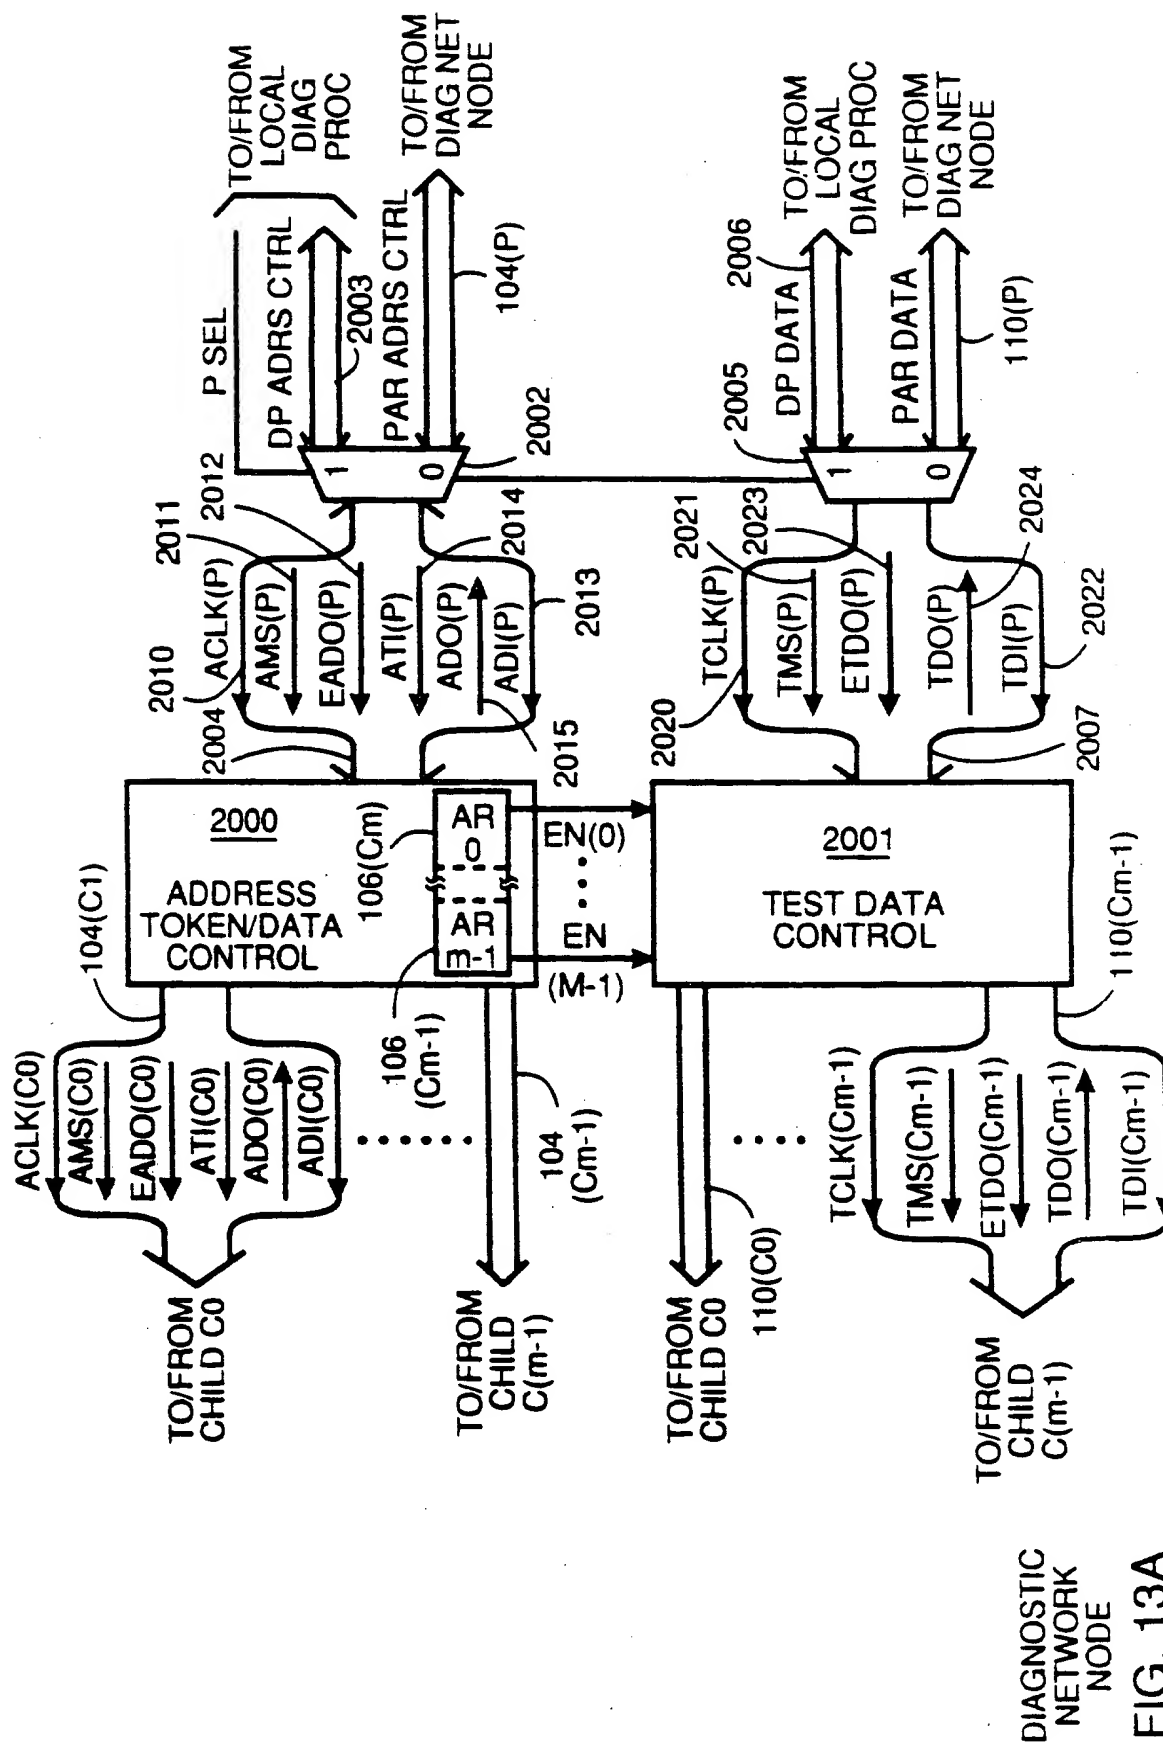 TO/FROM
LOCAL
DIAG
PROC
TO/FROM
DIAG NET
NODE
P SEL
DP ADRS CTRL
2003
PAR ADRS CTRL
104(P)
1
0
2002
2010
ACLK(P)
2011
AMS(P)
2012
EADO(P)
ATI(P)
2014
ADO(P)
ADI(P)
2013
2004
2015
2000
ADDRESS
TOKEN/DATA
CONTROL
106(Cm)
AR
0
AR
m-1
106
(Cm-1)
EN(0)
EN
(M-1)
104(C1)
ACLK(C0)
AMS(C0)
EADO(C0)
ATI(C0)
ADO(C0)
ADI(C0)
104
(Cm-1)
TO/FROM
CHILD C0
TO/FROM
CHILD
C(m-1)
TO/FROM
LOCAL
DIAG PROC
TO/FROM
DIAG NET
NODE
2006
DP DATA
PAR DATA
110(P)
2005
1
0
2020
TCLK(P)
2021
TMS(P)
2023
ETDO(P)
TDO(P)
2024
TDI(P)
2022
2007
2001
TEST DATA
CONTROL
110(Cm-1)
110(C0)
TCLK(Cm-1)
TMS(Cm-1)
ETDO(Cm-1)
TDO(Cm-1)
TDI(Cm-1)
TO/FROM
CHILD C0
TO/FROM
CHILD
C(m-1)
DIAGNOSTIC
NETWORK
NODE
FIG. 13A